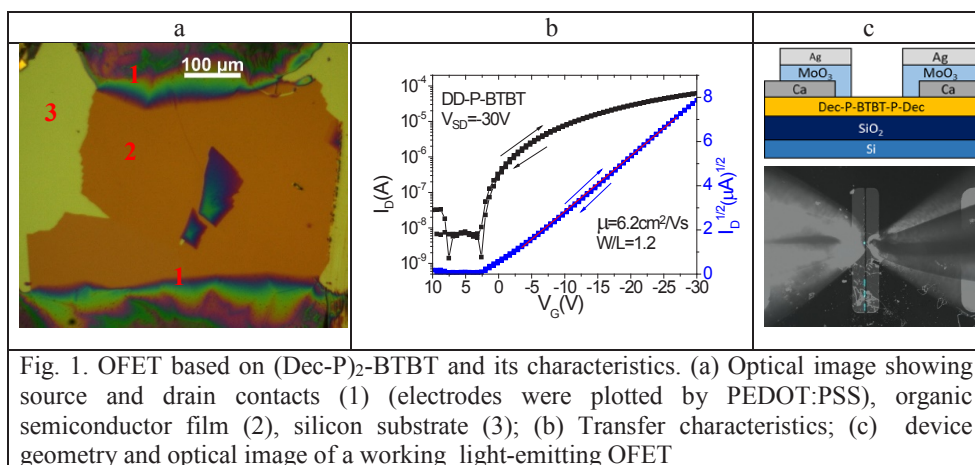 a
b
c
1
100 µm
3
2
1
DD-P-BTBT
V_SD=-30V
µ=6.2cm²/Vs
W/L=1.2
I_D(A)
10⁻⁴
10⁻⁵
10⁻⁶
10⁻⁷
10⁻⁸
10⁻⁹
10 5 0 -5 -10 -15 -20 -25 -30
V_G(V)
8
6
4
2
0
I_D^1/2(µA)^1/2
Ag Ag
MoO₃ MoO₃
Ca Ca
Dec-P-BTBT-P-Dec
SiO₂
Si
Fig. 1. OFET based on (Dec-P)₂-BTBT and its characteristics. (a) Optical image showing
source and drain contacts (1) (electrodes were plotted by PEDOT:PSS), organic
semiconductor film (2), silicon substrate (3); (b) Transfer characteristics; (c) device
geometry and optical image of a working light-emitting OFET